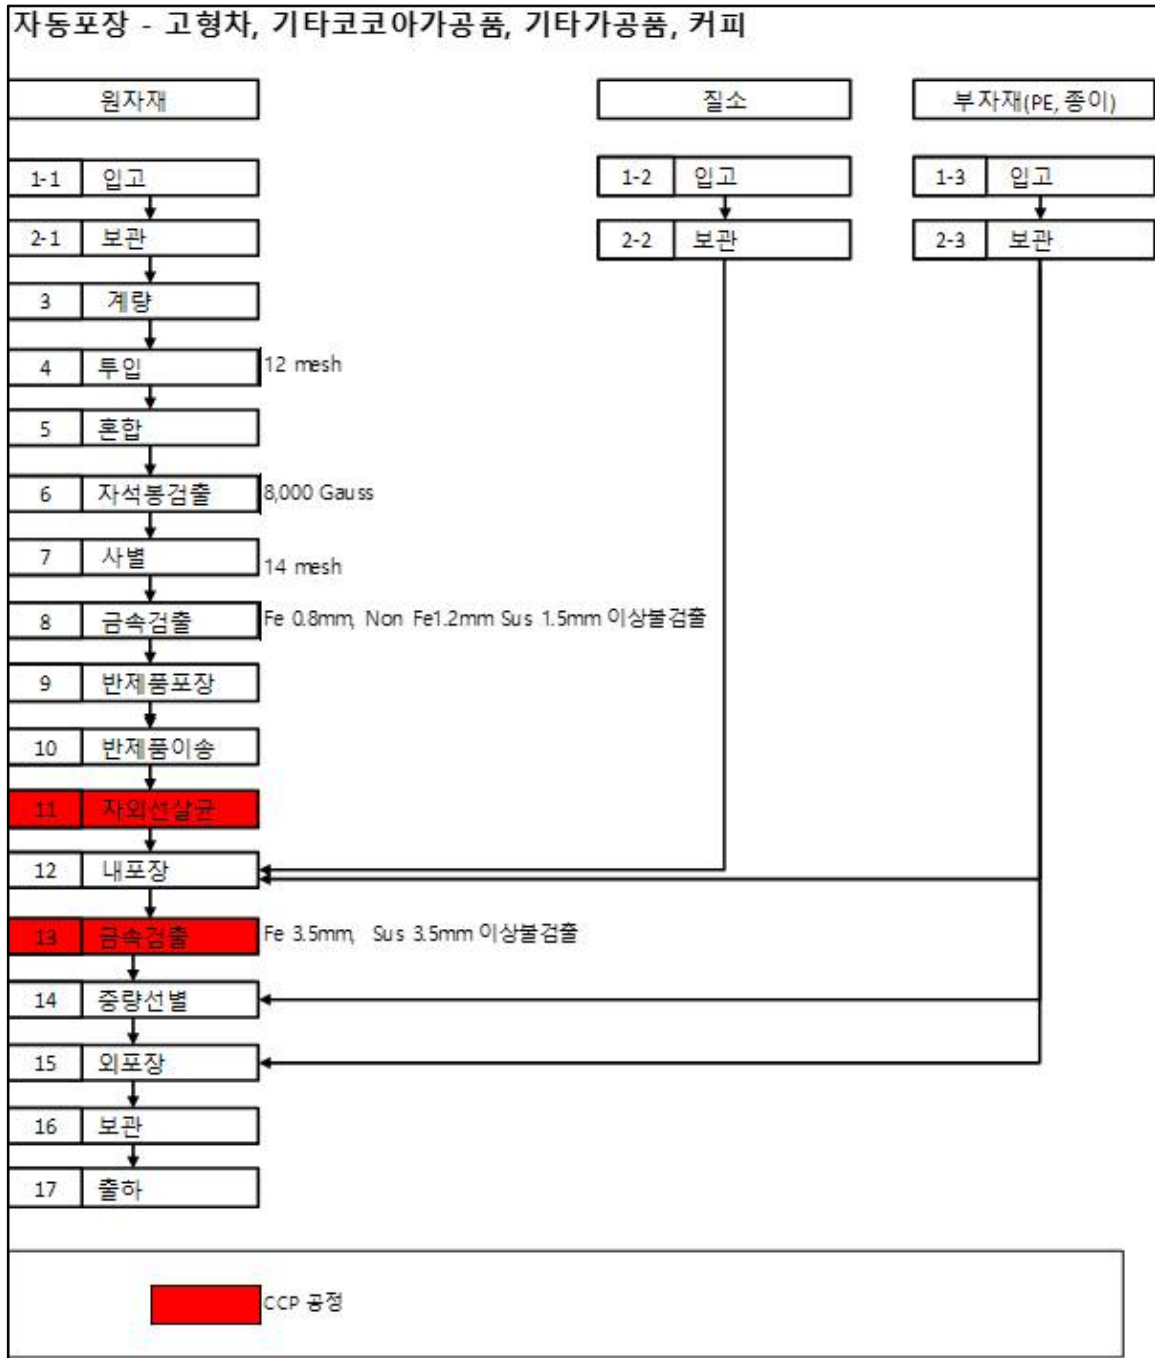 자동포장 - 고형차, 기타코코아가공품, 기타가공품, 커피
원자재
질소
부자재(PE, 종이)
1-1 입고
1-2 입고
1-3 입고
2-1 보관
2-2 보관
2-3 보관
3 계량
4 투입 12 mesh
5 혼합
6 자석봉검출 8,000 Gauss
7 사별 14 mesh
8 금속검출 Fe 0.8mm, Non Fe1.2mm Sus 1.5mm 이상불검출
9 반제품포장
10 반제품이송
11 자외선살균
12 내포장
13 금속검출 Fe 3.5mm, Sus 3.5mm 이상불검출
14 중량선별
15 외포장
16 보관
17 출하
CCP 공정